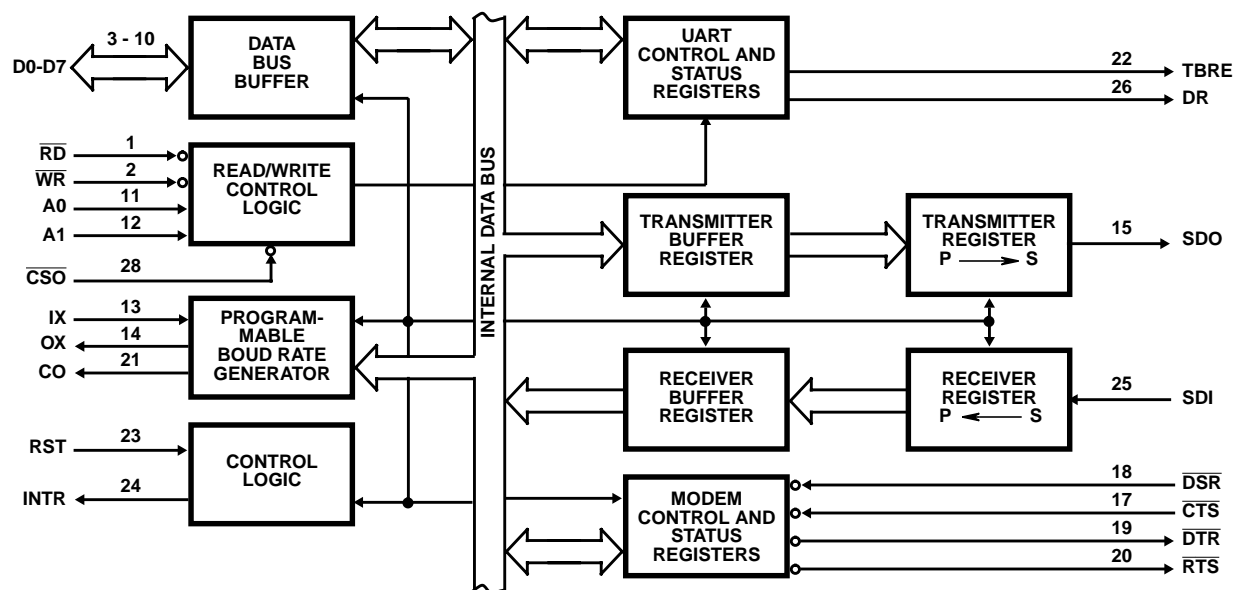 3 - 10
D0-D7
DATA
BUS
BUFFER
RD
1
WR
2
A0
11
A1
12
CSO
28
READ/WRITE
CONTROL
LOGIC
IX
13
OX
14
CO
21
PROGRAM-
MABLE
BOUD RATE
GENERATOR
RST
23
INTR
24
CONTROL
LOGIC
INTERNAL DATA BUS
UART
CONTROL AND
STATUS
REGISTERS
22
TBRE
26
DR
TRANSMITTER
BUFFER
REGISTER
TRANSMITTER
REGISTER
P S
15
SDO
RECEIVER
BUFFER
REGISTER
RECEIVER
REGISTER
P S
25
SDI
MODEM
CONTROL AND
STATUS
REGISTERS
18
DSR
17
CTS
19
DTR
20
RTS